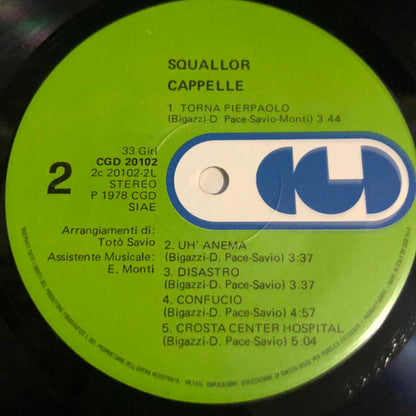 SQUALLOR
CAPPELLE
1 TORNA PIERPAOLO
(Bigazzi-D. Pace-Savio-Monti) 3:44
33 Giri
CGD 20102
2c 20102-2L
STEREO
P 1978 CGD
SIAE
2
Arrangiamenti di:
Totò Savio
Assistente Musicale:
E. Monti
2. UH' ANEMA
(Bigazzi-D. Pace-Savio) 3:37
3. DISASTRO
(Bigazzi-D. Pace-Savio) 3:37
4. CONFUCIO
(Bigazzi-D. Pace-Savio) 4:57
5. CROSTA CENTER HOSPITAL
(Bigazzi-D. Pace-Savio) 5:04